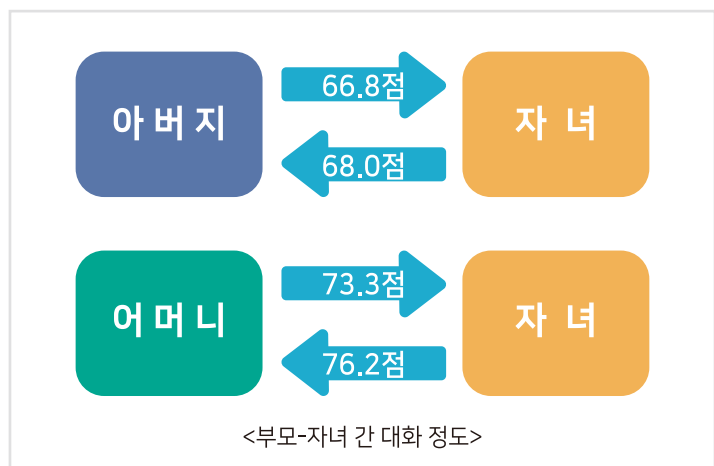 아버지
66.8점
자녀
68.0점
어머니
73.3점
자녀
76.2점
<부모-자녀 간 대화 정도>